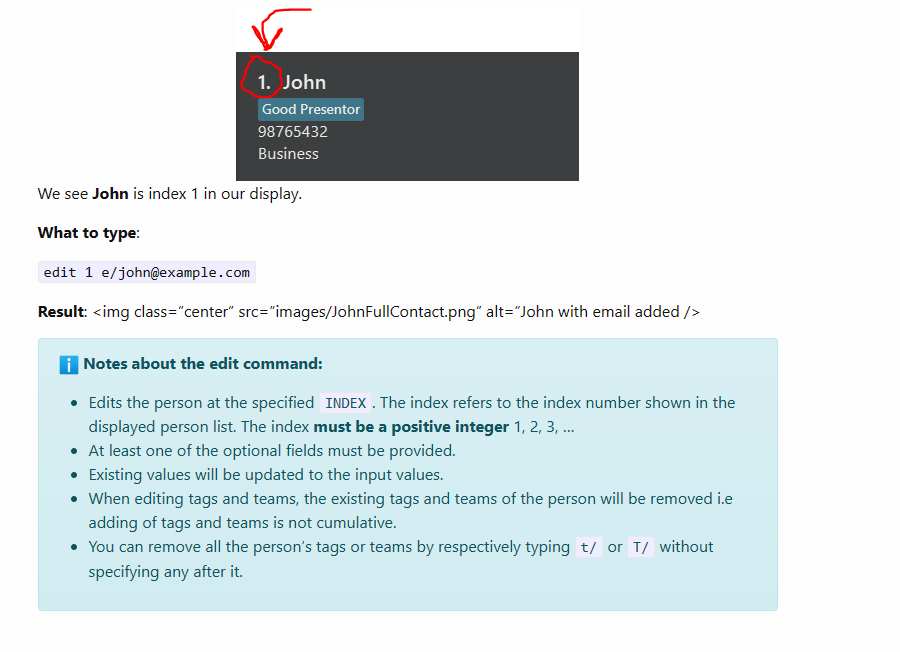 1. John
Good Presentor
98765432
Business
We see John is index 1 in our display.
What to type:
edit 1 e/john@example.com
Result: <img class=“center” src=“images/JohnFullContact.png” alt=“John with email added />
Notes about the edit command:
• Edits the person at the specified INDEX. The index refers to the index number shown in the
displayed person list. The index must be a positive integer 1, 2, 3, …
• At least one of the optional fields must be provided.
• Existing values will be updated to the input values.
• When editing tags and teams, the existing tags and teams of the person will be removed i.e
adding of tags and teams is not cumulative.
• You can remove all the person’s tags or teams by respectively typing t/ or T/ without
specifying any after it.